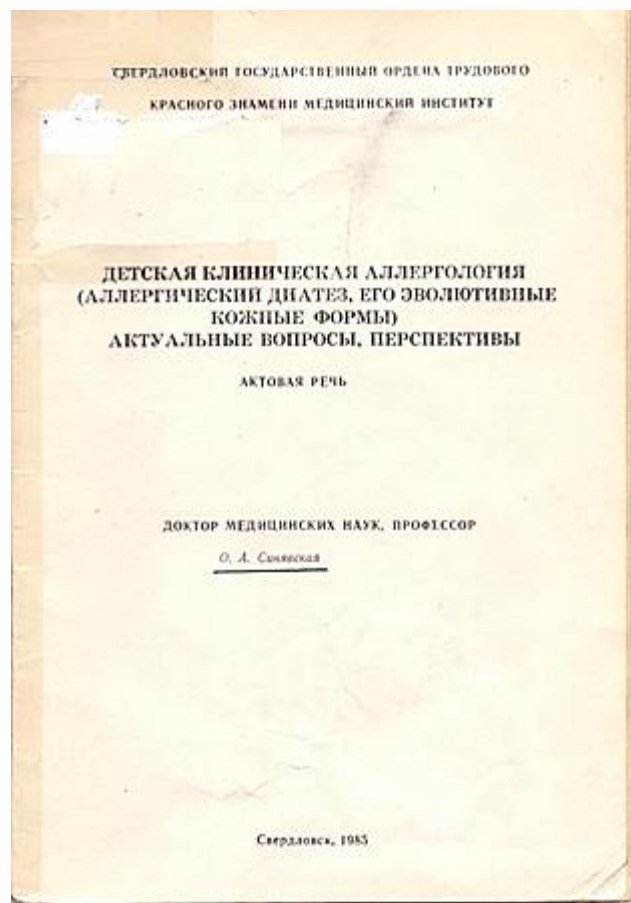 СВЕРДЛОВСКИЙ ГОСУДАРСТВЕННЫЙ ОРДЕНА ТРУДОВОГО
КРАСНОГО ЗНАМЕНИ МЕДИЦИНСКИЙ ИНСТИТУТ
ДЕТСКАЯ КЛИНИЧЕСКАЯ АЛЛЕРГОЛОГИЯ
(АЛЛЕРГИЧЕСКИЙ ДИАТЕЗ, ЕГО ЭВОЛЮТИВНЫЕ
КОЖНЫЕ ФОРМЫ)
АКТУАЛЬНЫЕ ВОПРОСЫ, ПЕРСПЕКТИВЫ
АКТОВАЯ РЕЧЬ
ДОКТОР МЕДИЦИНСКИХ НАУК, ПРОФЕССОР
О. А. Синявская
Свердловск, 1985